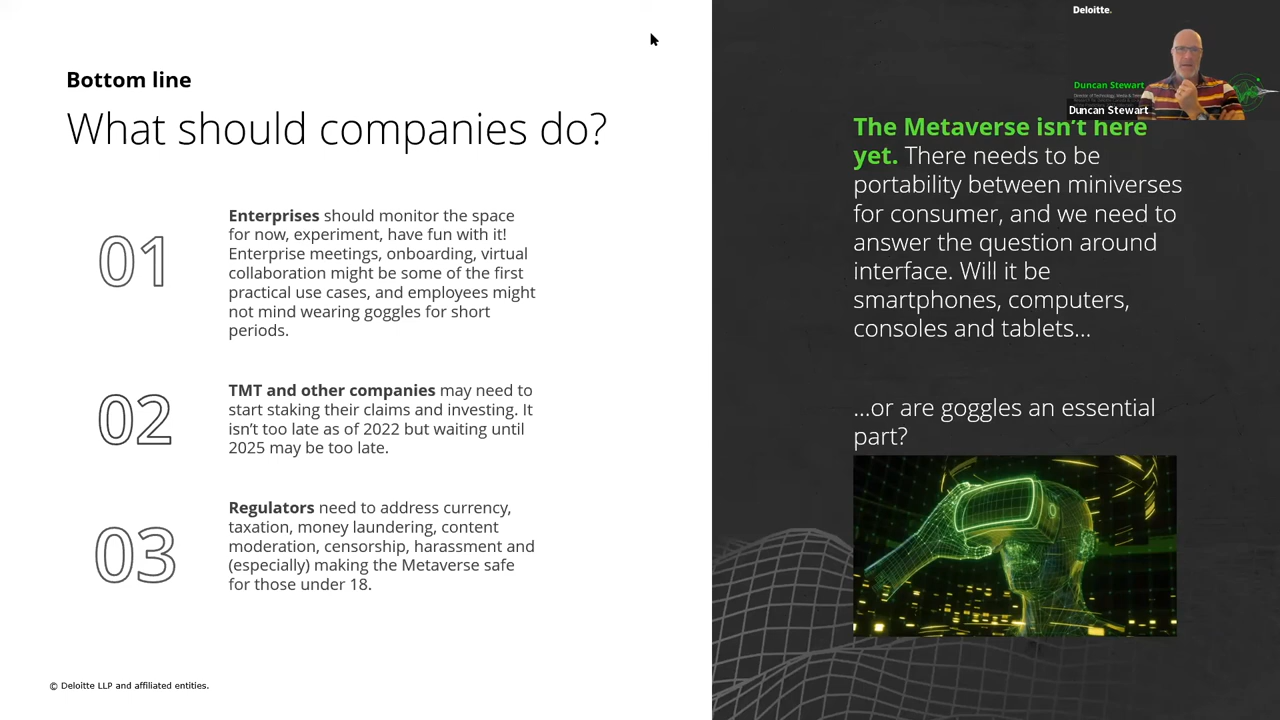 Bottom line
What should companies do?
01
Enterprises should monitor the space
for now, experiment, have fun with it!
Enterprise meetings, onboarding, virtual
collaboration might be some of the first
practical use cases, and employees might
not mind wearing goggles for short
periods.
02
TMT and other companies may need to
start staking their claims and investing. It
isn’t too late as of 2022 but waiting until
2025 may be too late.
03
Regulators need to address currency,
taxation, money laundering, content
moderation, censorship, harassment and
(especially) making the Metaverse safe
for those under 18.
© Deloitte LLP and affiliated entities.
Deloitte.
Duncan Stewart
Duncan Stewart
The Metaverse isn’t here
yet. There needs to be
portability between miniverses
for consumer, and we need to
answer the question around
interface. Will it be
smartphones, computers,
consoles and tablets…
…or are goggles an essential
part?